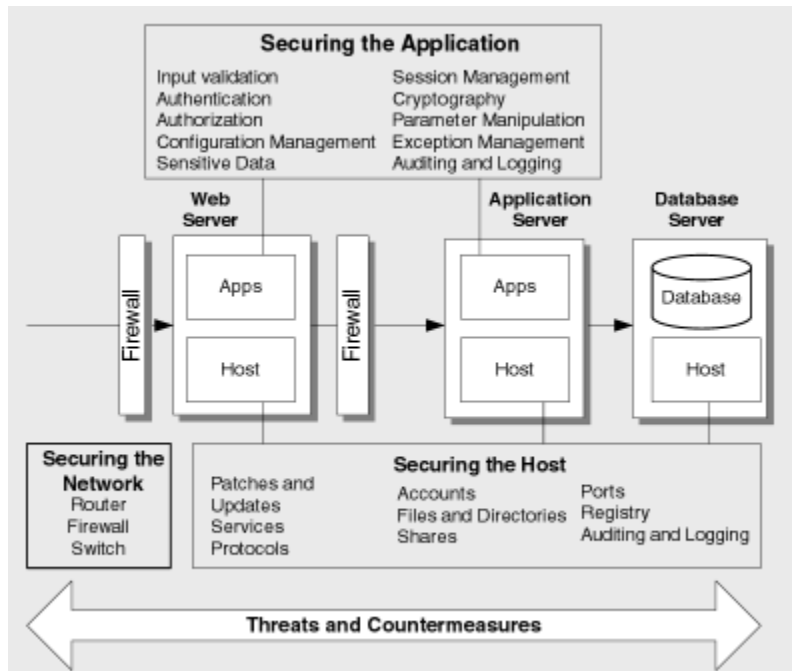 Securing the Application
Input validation
Authentication
Authorization
Configuration Management
Sensitive Data
Session Management
Cryptography
Parameter Manipulation
Exception Management
Auditing and Logging
Web
Server
Application
Server
Database
Server
Firewall
Apps
Host
Firewall
Apps
Host
Database
Host
Securing the
Network
Router
Firewall
Switch
Securing the Host
Patches and
Updates
Services
Protocols
Accounts
Files and Directories
Shares
Ports
Registry
Auditing and Logging
Threats and Countermeasures